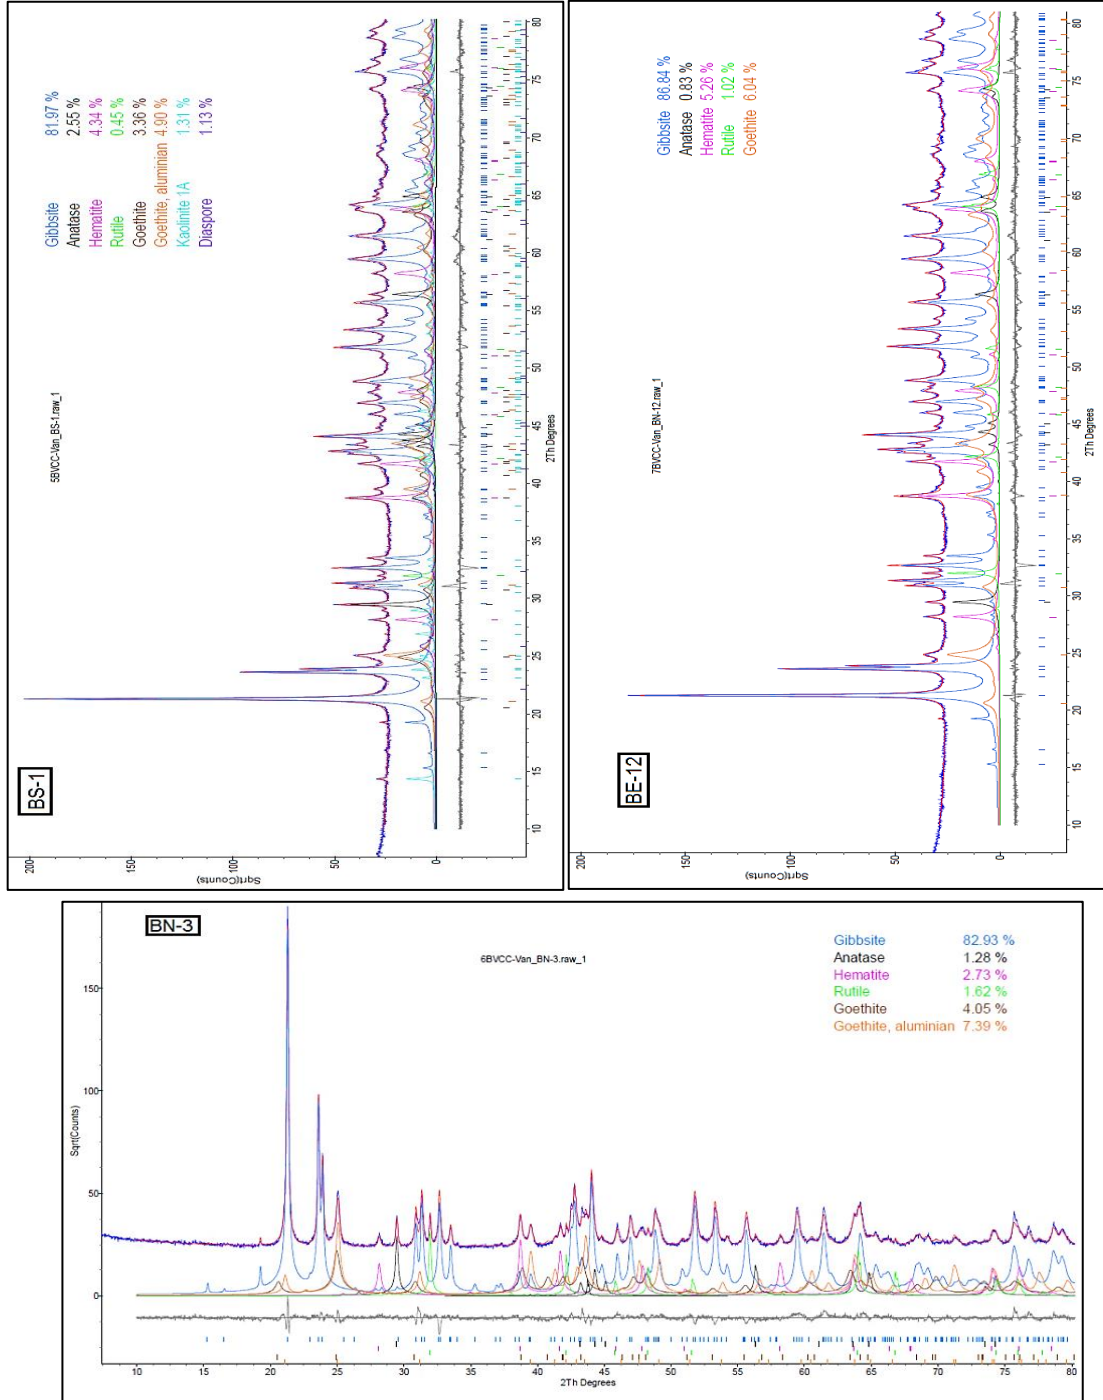 BS-1
5BVCC-Van_BS-1.raw_1
Gibbsite 81.97 %
Anatase 2.55 %
Hematite 4.34 %
Rutile 0.45 %
Goethite 3.36 %
Goethite, aluminian 4.90 %
Kaolinite 1A 1.31 %
Diaspore 1.13 %
Sqrt(Counts)
200
150
100
50
0
10 15 20 25 30 35 40 45 50 55 60 65 70 75 80
2Th Degrees
BE-12
7BVCC-Van_BN-12.raw_1
Gibbsite 86.84 %
Anatase 0.83 %
Hematite 5.26 %
Rutile 1.02 %
Goethite 6.04 %
Sqrt(Counts)
200
150
100
50
0
10 15 20 25 30 35 40 45 50 55 60 65 70 75 80
2Th Degrees
BN-3
6BVCC-Van_BN-3.raw_1
Gibbsite 82.93 %
Anatase 1.28 %
Hematite 2.73 %
Rutile 1.62 %
Goethite 4.05 %
Goethite, aluminian 7.39 %
Sqrt(Counts)
150
100
50
0
10 15 20 25 30 35 40 45 50 55 60 65 70 75 80
2Th Degrees